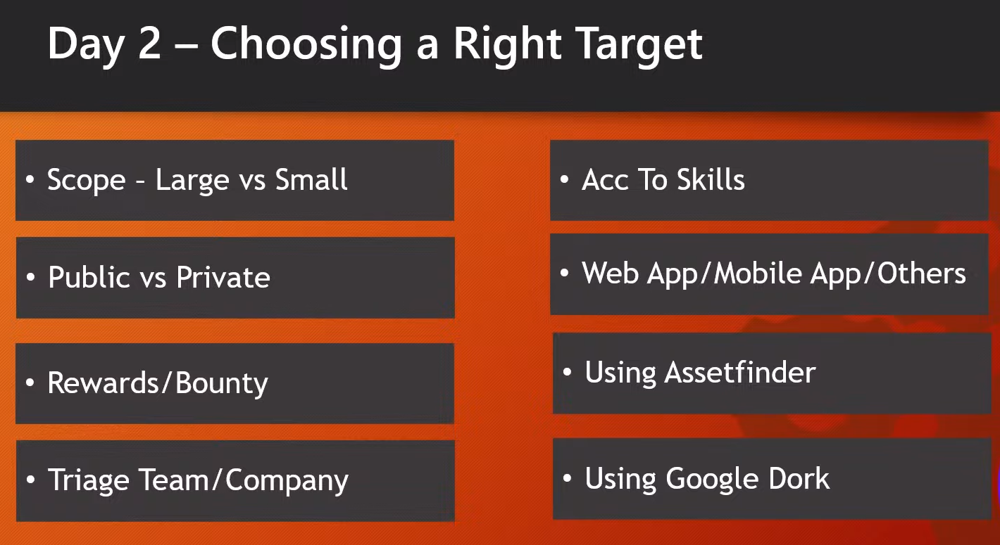 Day 2 – Choosing a Right Target
• Scope – Large vs Small
• Public vs Private
• Rewards/Bounty
• Triage Team/Company
• Acc To Skills
• Web App/Mobile App/Others
• Using Assetfinder
• Using Google Dork